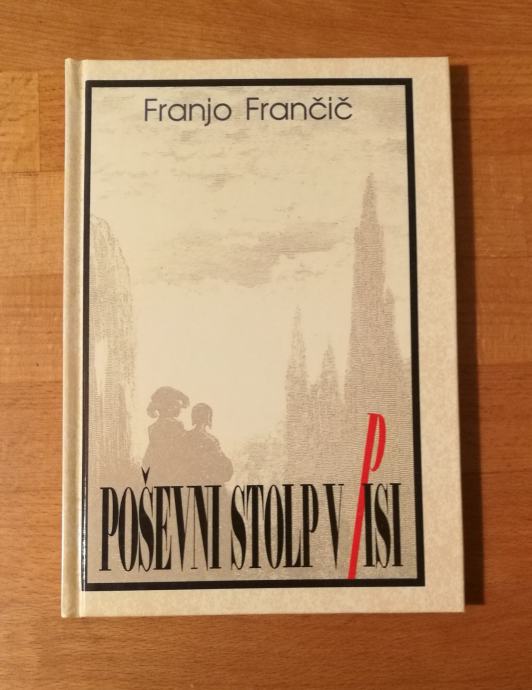 Franjo Frančič
POŠEVNI STOLP V PISI